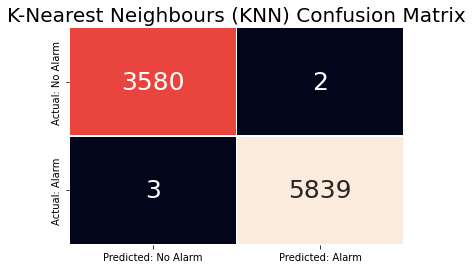 K-Nearest Neighbours (KNN) Confusion Matrix
Actual: No Alarm
3580
2
Actual: Alarm
3
5839
Predicted: No Alarm
Predicted: Alarm